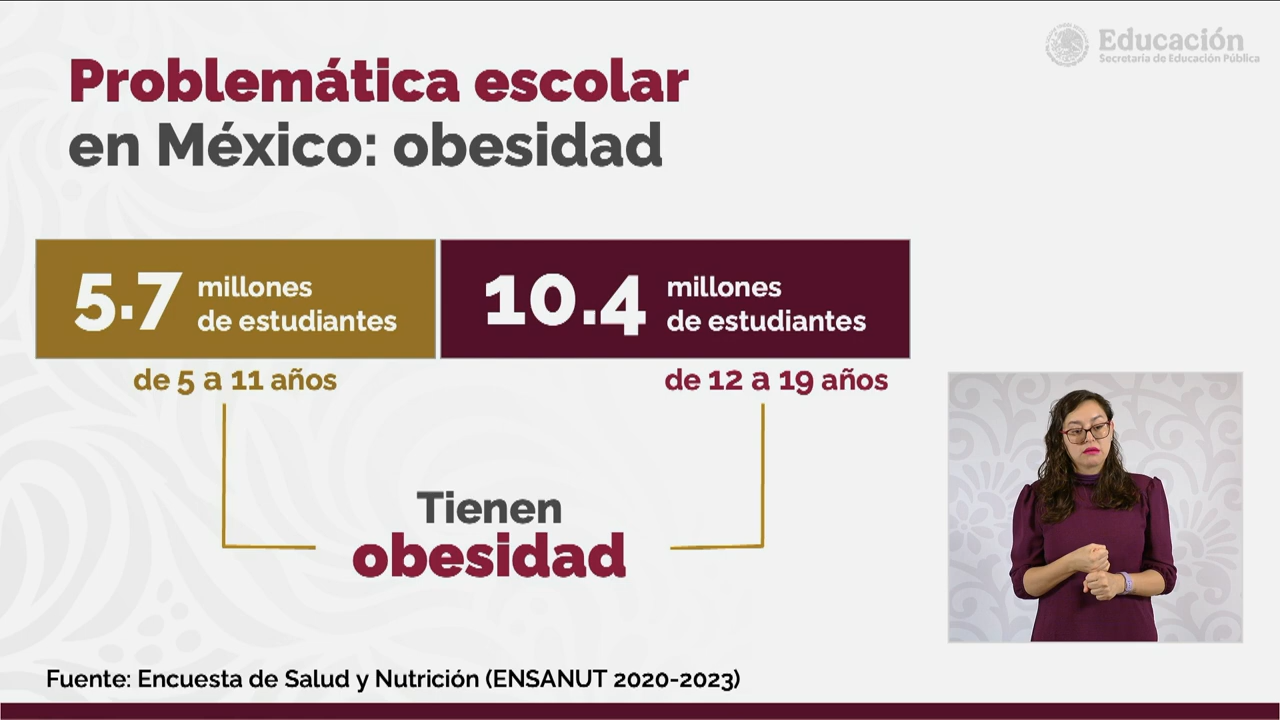 Educación
Secretaría de Educación Pública
Problemática escolar
en México: obesidad
5.7 millones
de estudiantes
10.4 millones
de estudiantes
de 5 a 11 años
de 12 a 19 años
Tienen
obesidad
Fuente: Encuesta de Salud y Nutrición (ENSANUT 2020-2023)